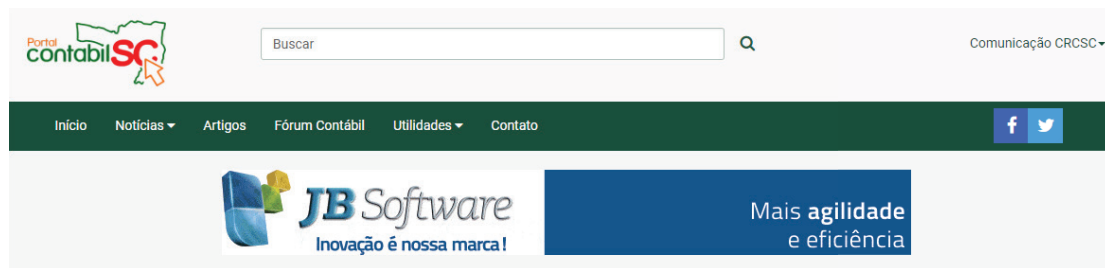 Portal
contábilSC
Buscar
Comunicação CRCSC
Início Notícias Artigos Fórum Contábil Utilidades Contato
f
JB Software
Inovação é nossa marca!
Mais agilidade
e eficiência